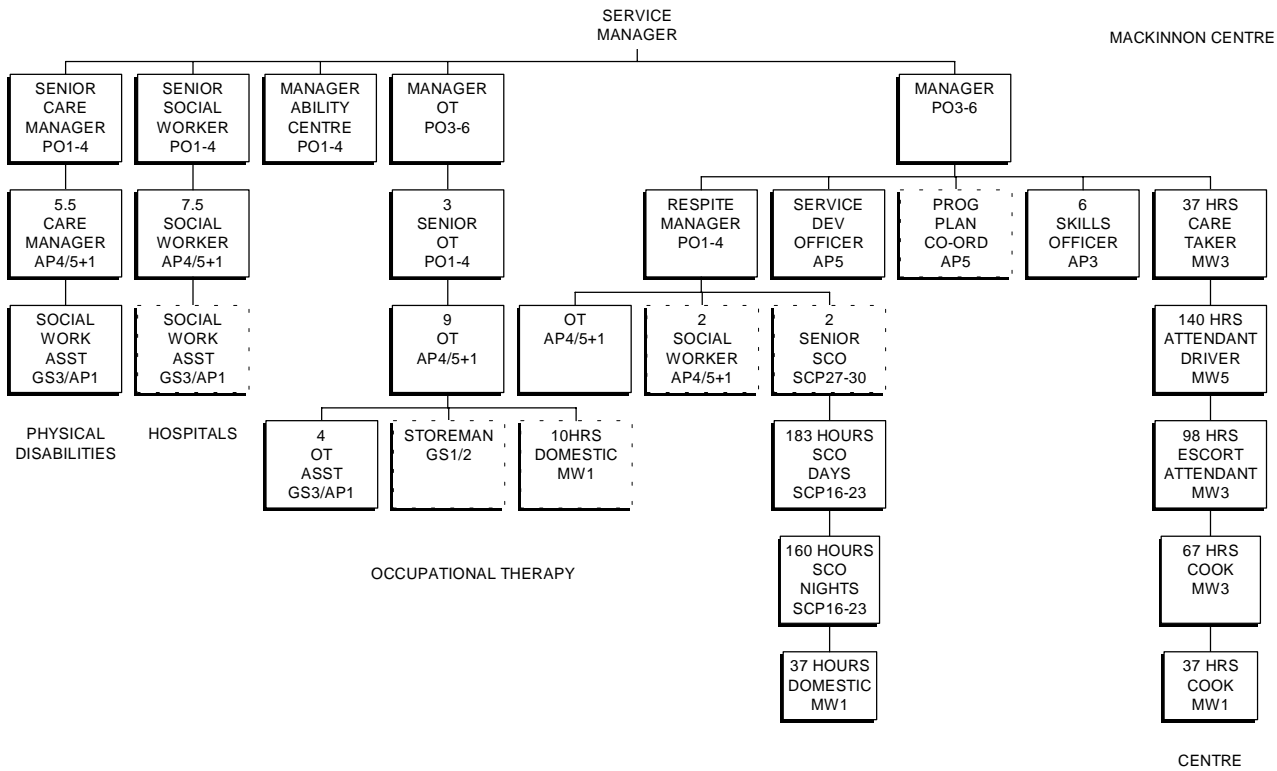 SERVICE
MANAGER
MACKINNON CENTRE
SENIOR
CARE
MANAGER
PO1-4
SENIOR
SOCIAL
WORKER
PO1-4
MANAGER
ABILITY
CENTRE
PO1-4
MANAGER
OT
PO3-6
MANAGER
PO3-6
5.5
CARE
MANAGER
AP4/5+1
7.5
SOCIAL
WORKER
AP4/5+1
3
SENIOR
OT
PO1-4
RESPITE
MANAGER
PO1-4
SERVICE
DEV
OFFICER
AP5
PROG
PLAN
CO-ORD
AP5
6
SKILLS
OFFICER
AP3
37 HRS
CARE
TAKER
MW3
SOCIAL
WORK
ASST
GS3/AP1
SOCIAL
WORK
ASST
GS3/AP1
9
OT
AP4/5+1
OT
AP4/5+1
2
SOCIAL
WORKER
AP4/5+1
2
SENIOR
SCO
SCP27-30
140 HRS
ATTENDANT
DRIVER
MW5
PHYSICAL
DISABILITIES
HOSPITALS
4
OT
ASST
GS3/AP1
STOREMAN
GS1/2
10HRS
DOMESTIC
MW1
183 HOURS
SCO
DAYS
SCP16-23
98 HRS
ESCORT
ATTENDANT
MW3
OCCUPATIONAL THERAPY
160 HOURS
SCO
NIGHTS
SCP16-23
67 HRS
COOK
MW3
37 HOURS
DOMESTIC
MW1
37 HRS
COOK
MW1
CENTRE